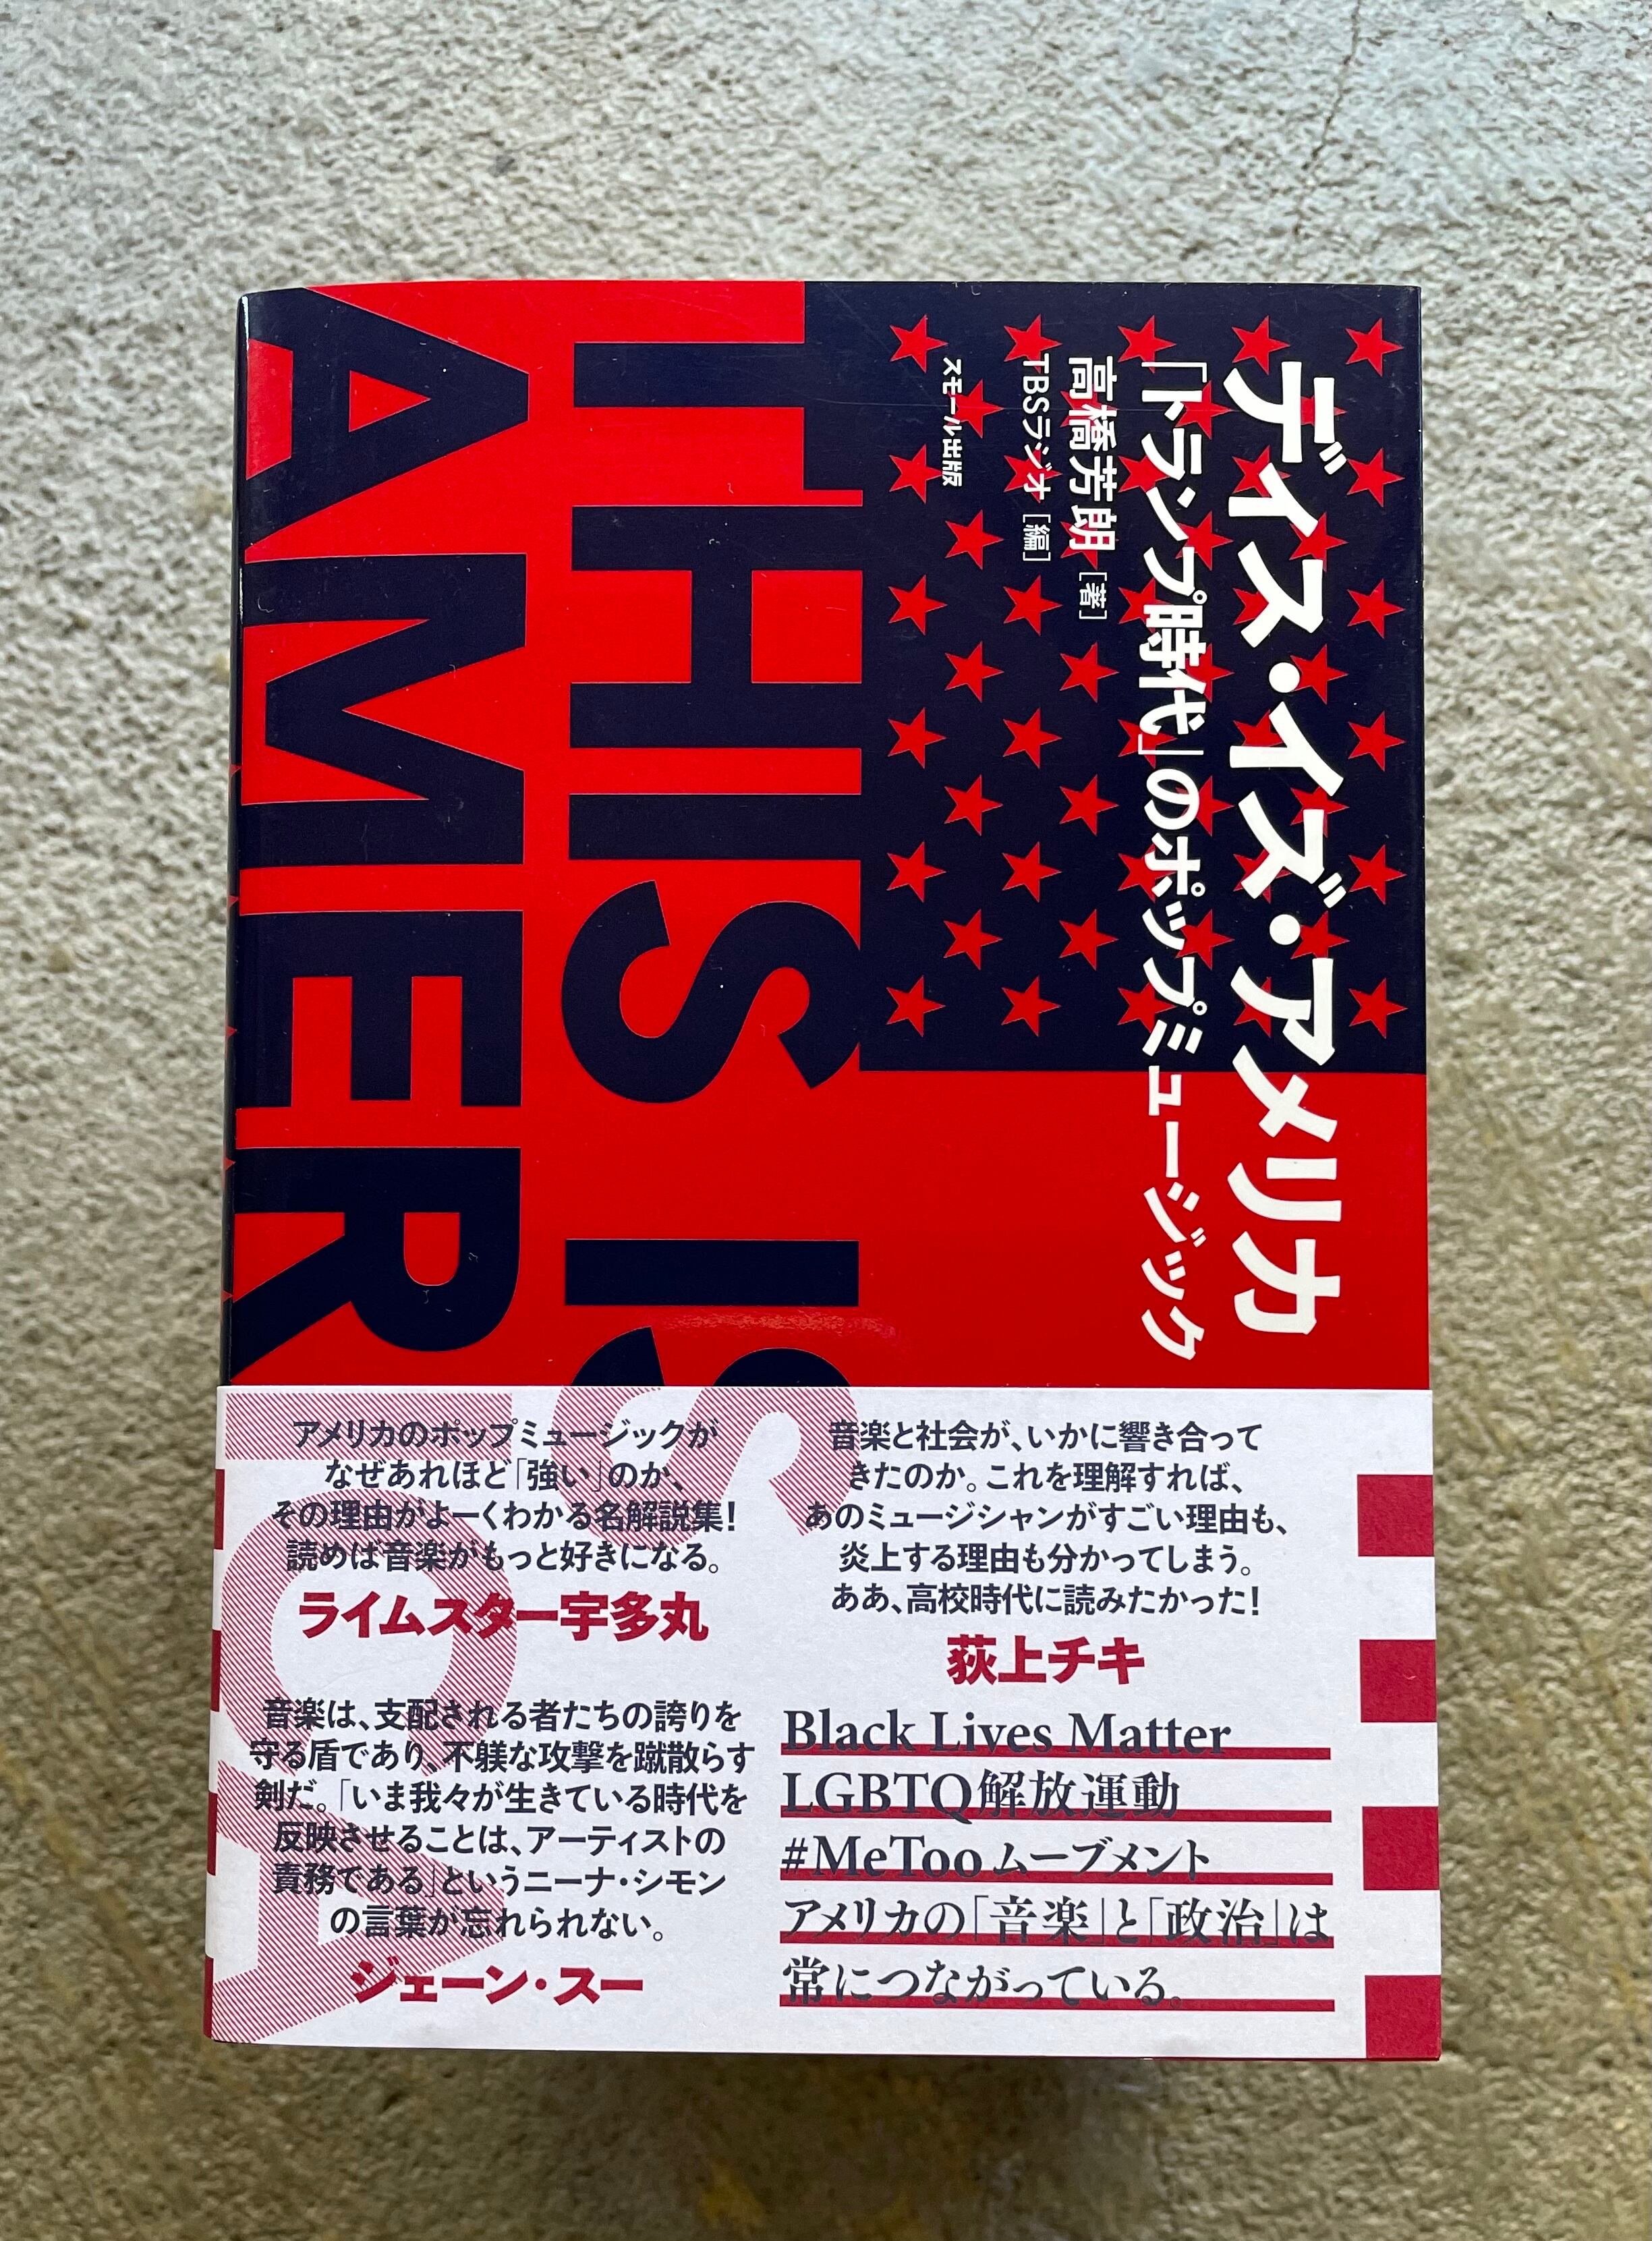 ディス・イズ・アメリカ
「トランプ時代」のポップミュージック
高橋芳朗［著］
TBSラジオ［編］
スモール出版
THIS IS
AMERICA
アメリカのポップミュージックが
なぜあれほど「強い」のか、
その理由がよーくわかる名解説集！
読めば音楽がもっと好きになる。
ライムスター宇多丸
音楽と社会が、いかに響き合って
きたのか。これを理解すれば、
あのミュージシャンがすごい理由も、
炎上する理由も分かってしまう。
ああ、高校時代に読みたかった！
荻上チキ
音楽は、支配される者たちの誇りを
守る盾であり、不躾な攻撃を蹴散らす
剣だ。「いま我々が生きている時代を
反映させることは、アーティストの
責務である」というニーナ・シモン
の言葉が忘れられない。
ジェーン・スー
Black Lives Matter
LGBTQ解放運動
#MeTooムーブメント
アメリカの「音楽」と「政治」は
常につながっている。